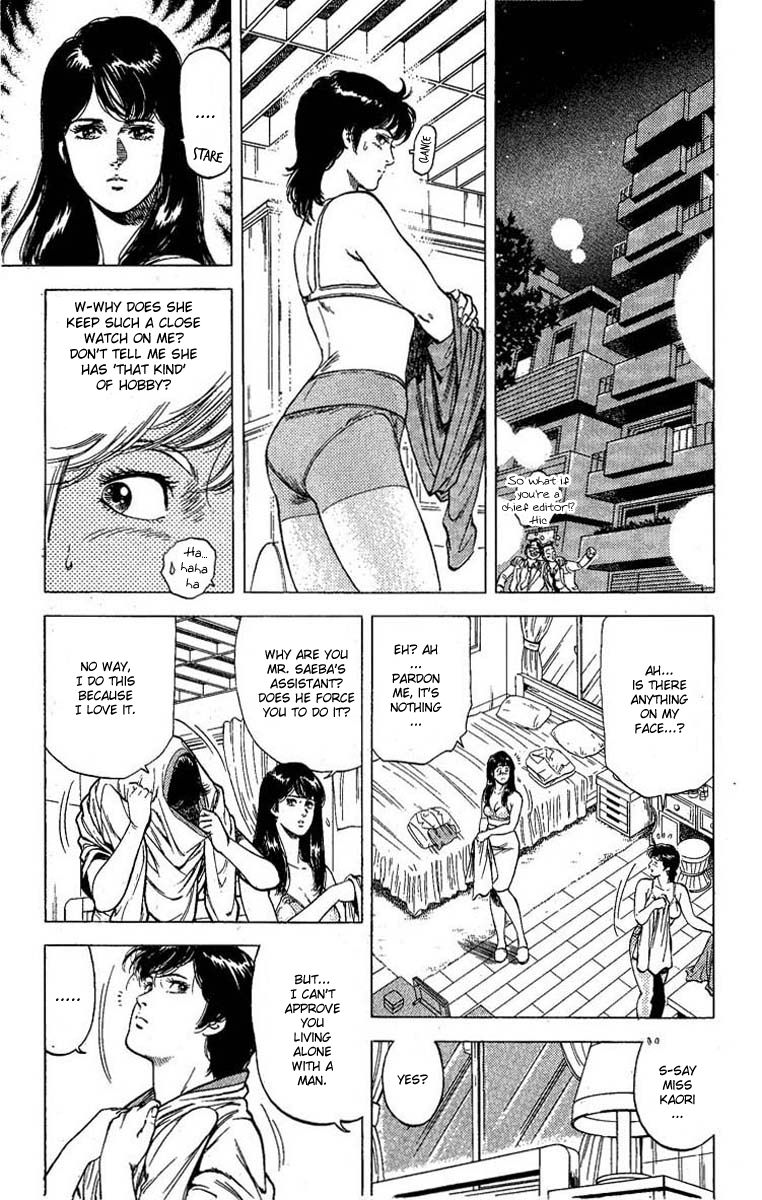 So what if
you're a
chief editor!?
Hic
GLANCE
....
STARE
W-WHY DOES SHE
KEEP SUCH A CLOSE
WATCH ON ME?
DON'T TELL ME SHE
HAS 'THAT KIND'
OF HOBBY?
Ha...
haha
ha
AH...
IS THERE
ANYTHING
ON MY
FACE...?
EH? AH
...
PARDON
ME, IT'S
NOTHING
...
WHY ARE YOU
MR. SAEBA'S
ASSISTANT?
DOES HE FORCE
YOU TO DO IT?
NO WAY,
I DO THIS
BECAUSE
I LOVE IT.
S-SAY
MISS
KAORI
...
YES?
BUT...
I CAN'T
APPROVE
YOU
LIVING
ALONE
WITH A
MAN.
.....